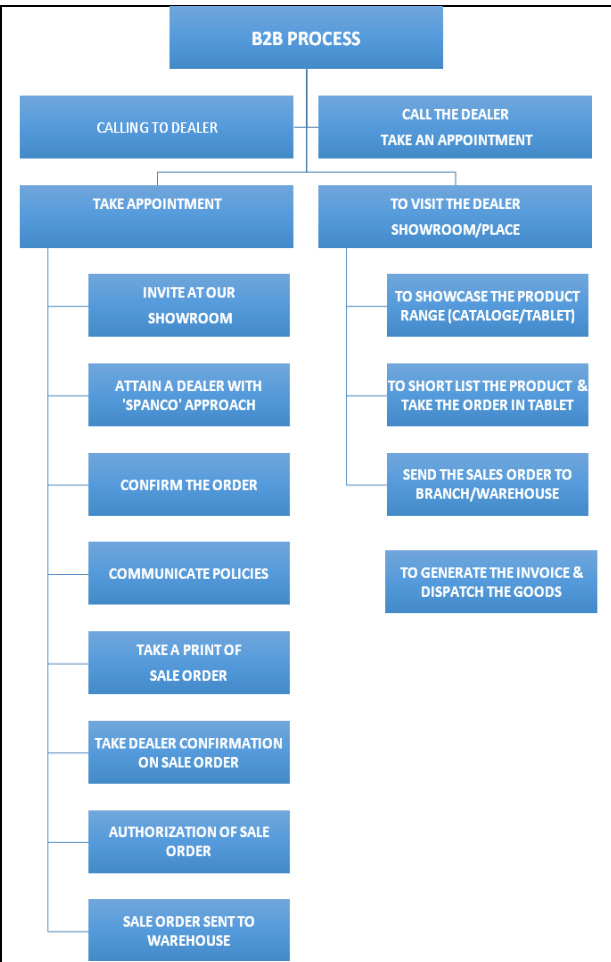 B2B PROCESS
CALLING TO DEALER
CALL THE DEALER
TAKE AN APPOINTMENT
TAKE APPOINTMENT
TO VISIT THE DEALER
SHOWROOM/PLACE
INVITE AT OUR
SHOWROOM
ATTAIN A DEALER WITH
'SPANCO' APPROACH
CONFIRM THE ORDER
COMMUNICATE POLICIES
TAKE A PRINT OF
SALE ORDER
TAKE DEALER CONFIRMATION
ON SALE ORDER
AUTHORIZATION OF SALE
ORDER
SALE ORDER SENT TO
WAREHOUSE
TO SHOWCASE THE PRODUCT
RANGE (CATALOGE/TABLET)
TO SHORT LIST THE PRODUCT &
TAKE THE ORDER IN TABLET
SEND THE SALES ORDER TO
BRANCH/WAREHOUSE
TO GENERATE THE INVOICE &
DISPATCH THE GOODS